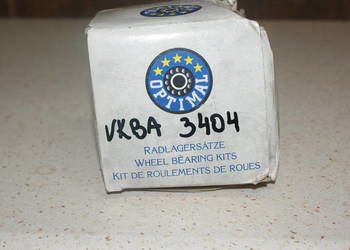 OPTIMAL
VKBA 3404
RADLAGERSÄTZE
WHEEL BEARING KITS
KIT DE ROULEMENTS DE ROUES